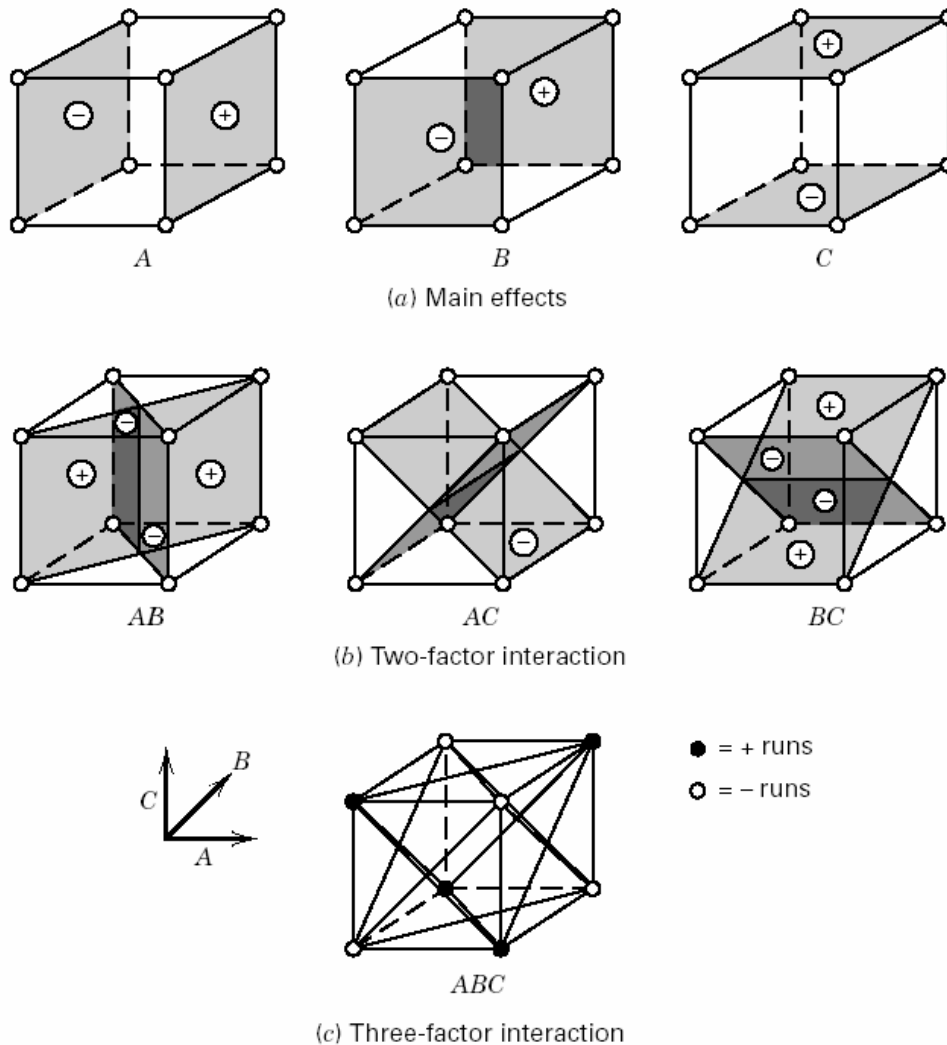 − + − + + −
A B C
(a) Main effects
− + + − − + − − +
AB AC BC
(b) Two-factor interaction
C B A
● = + runs
○ = − runs
ABC
(c) Three-factor interaction